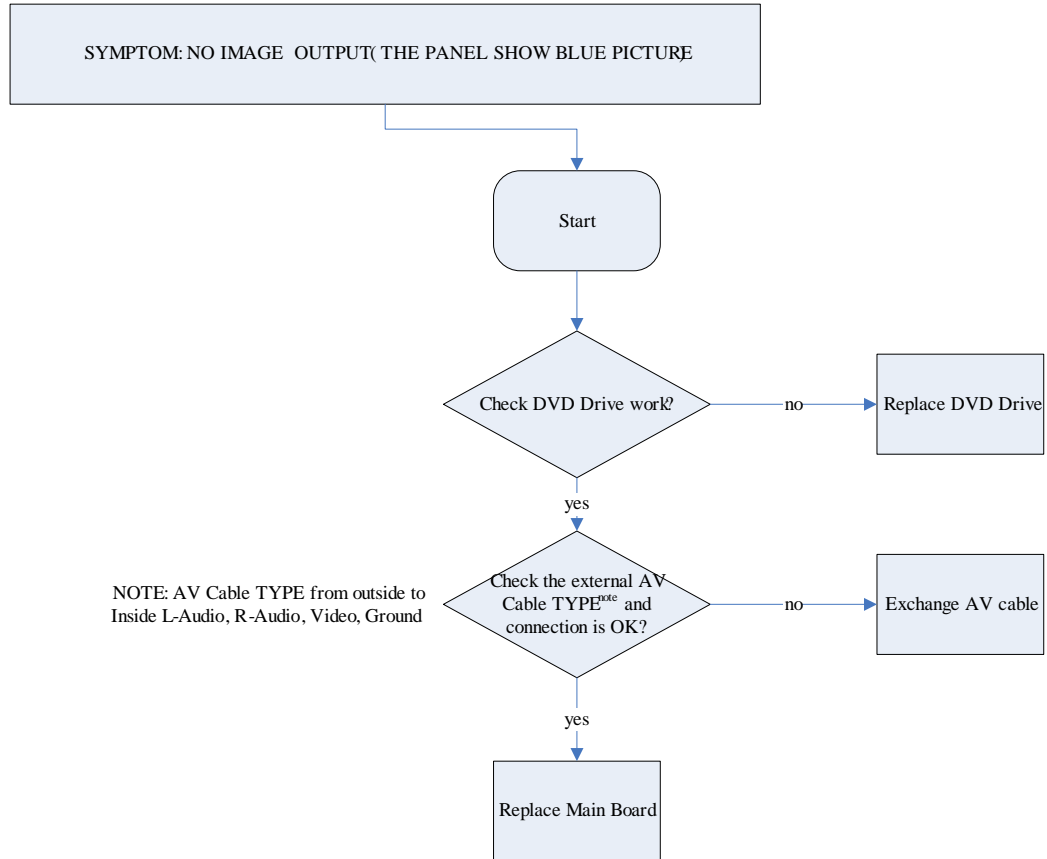 SYMPTOM: NO IMAGE OUTPUT( THE PANEL SHOW BLUE PICTURE)
Start
Check DVD Drive work?
no
Replace DVD Drive
yes
NOTE: AV Cable TYPE from outside to
Inside L-Audio, R-Audio, Video, Ground
Check the external AV
Cable TYPE note and
connection is OK?
no
Exchange AV cable
yes
Replace Main Board